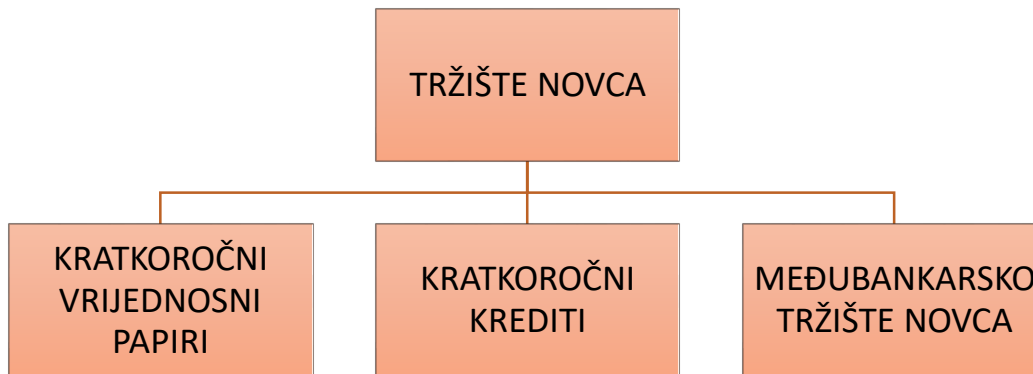 TRŽIŠTE NOVCA
KRATKOROČNI
VRIJEDNOSNI
PAPIRI
KRATKOROČNI
KREDITI
MEĐUBANKARSKO
TRŽIŠTE NOVCA